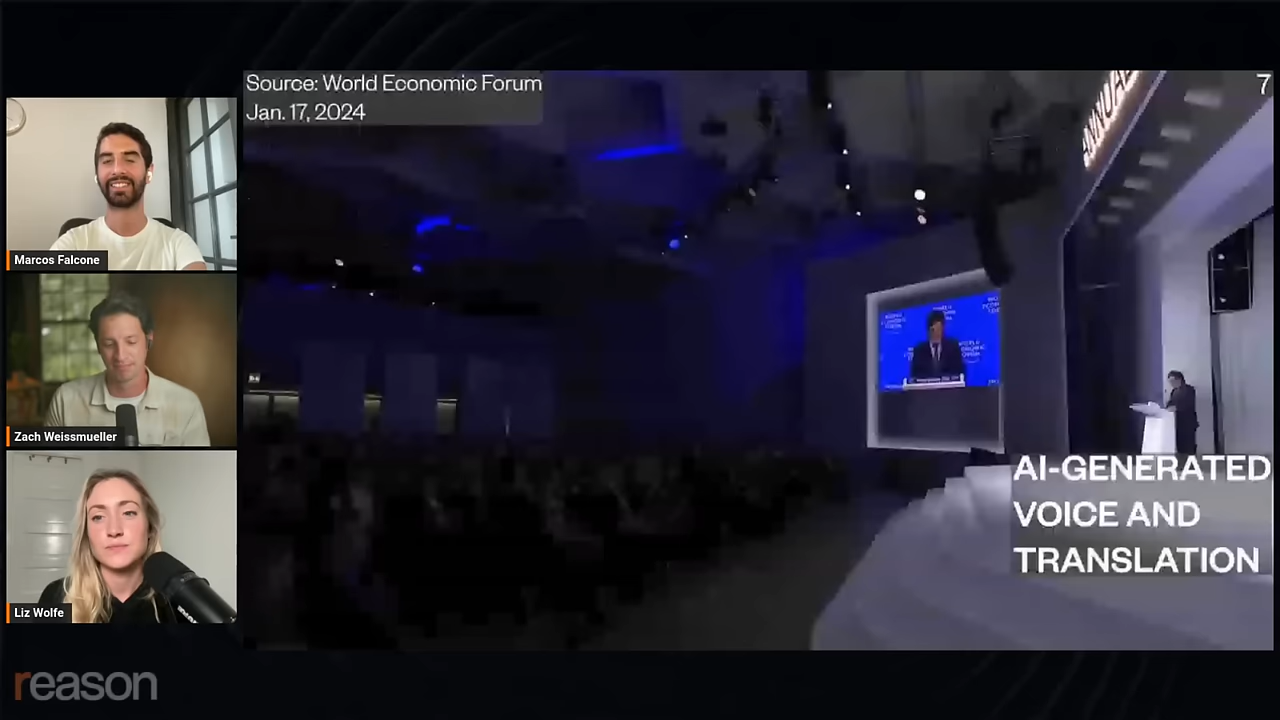 Source: World Economic Forum
Jan. 17, 2024
7
ANNUAL
Marcos Falcone
Zach Weissmueller
Liz Wolfe
AI-GENERATED
VOICE AND
TRANSLATION
reason